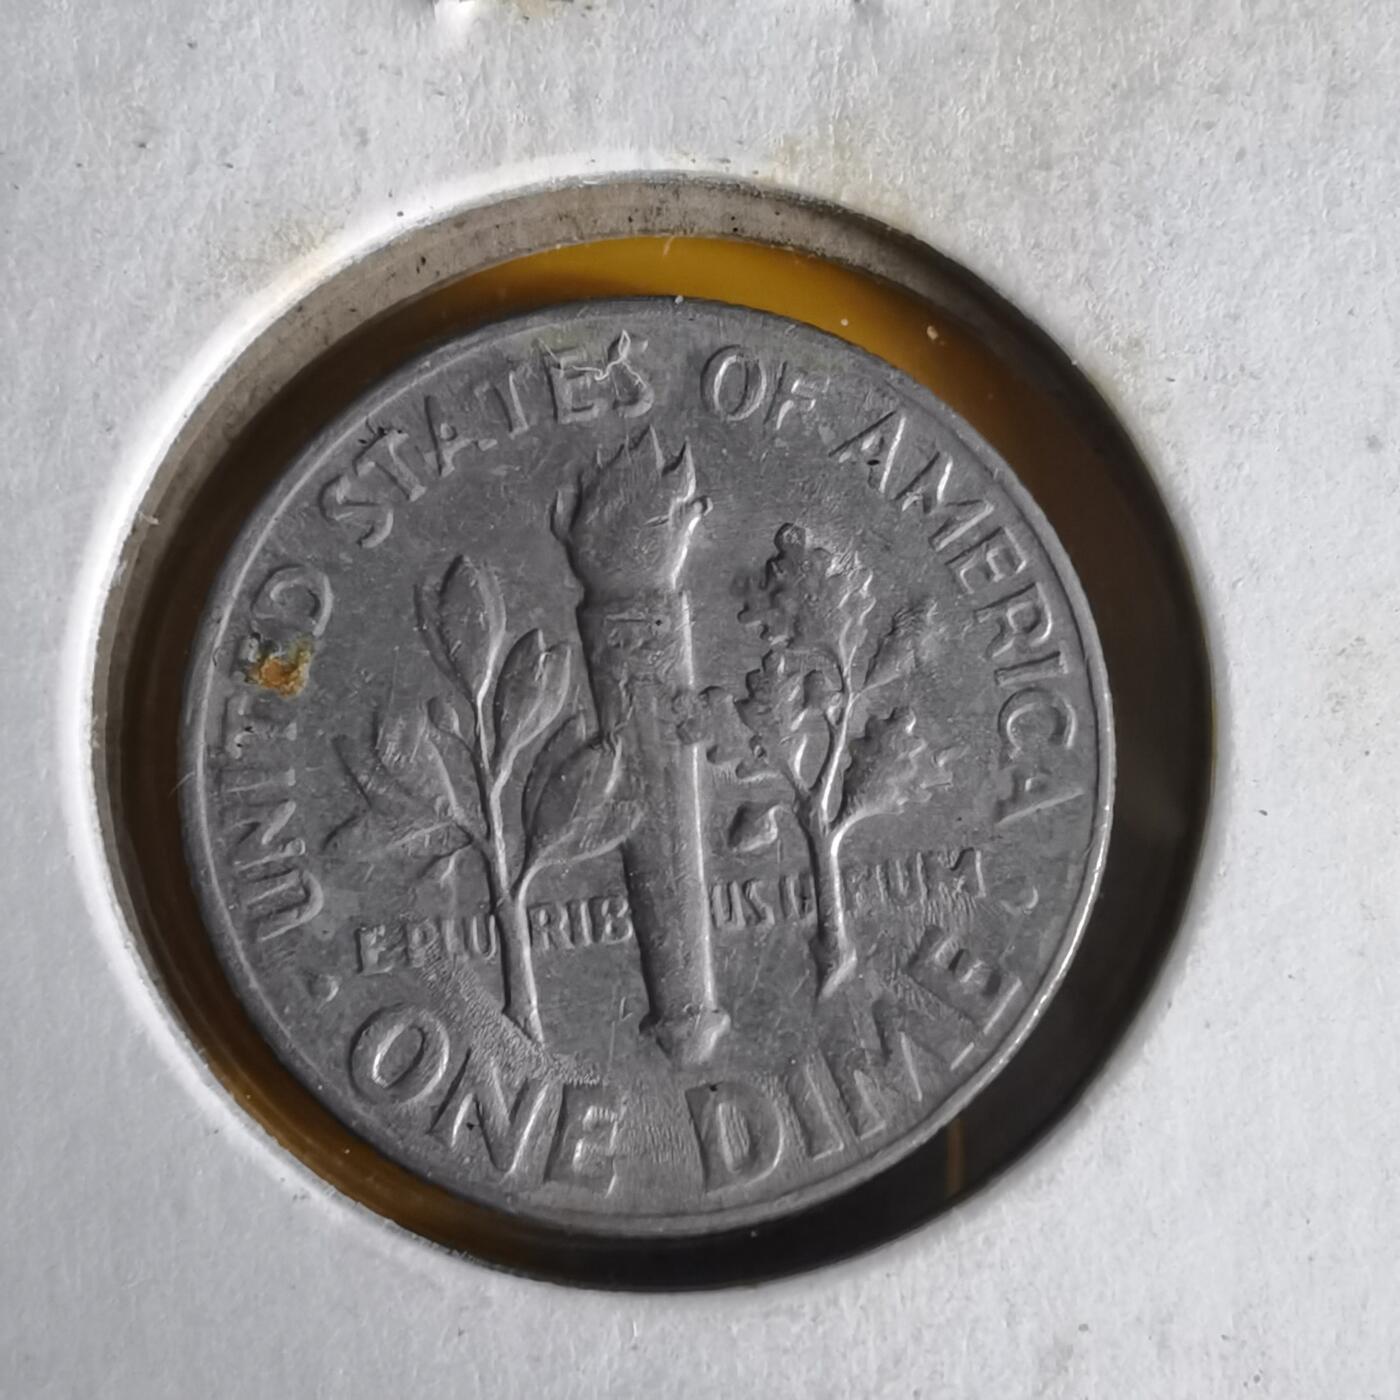 UNITED STATES OF AMERICA
E PLURIBUS UNUM
ONE DIME